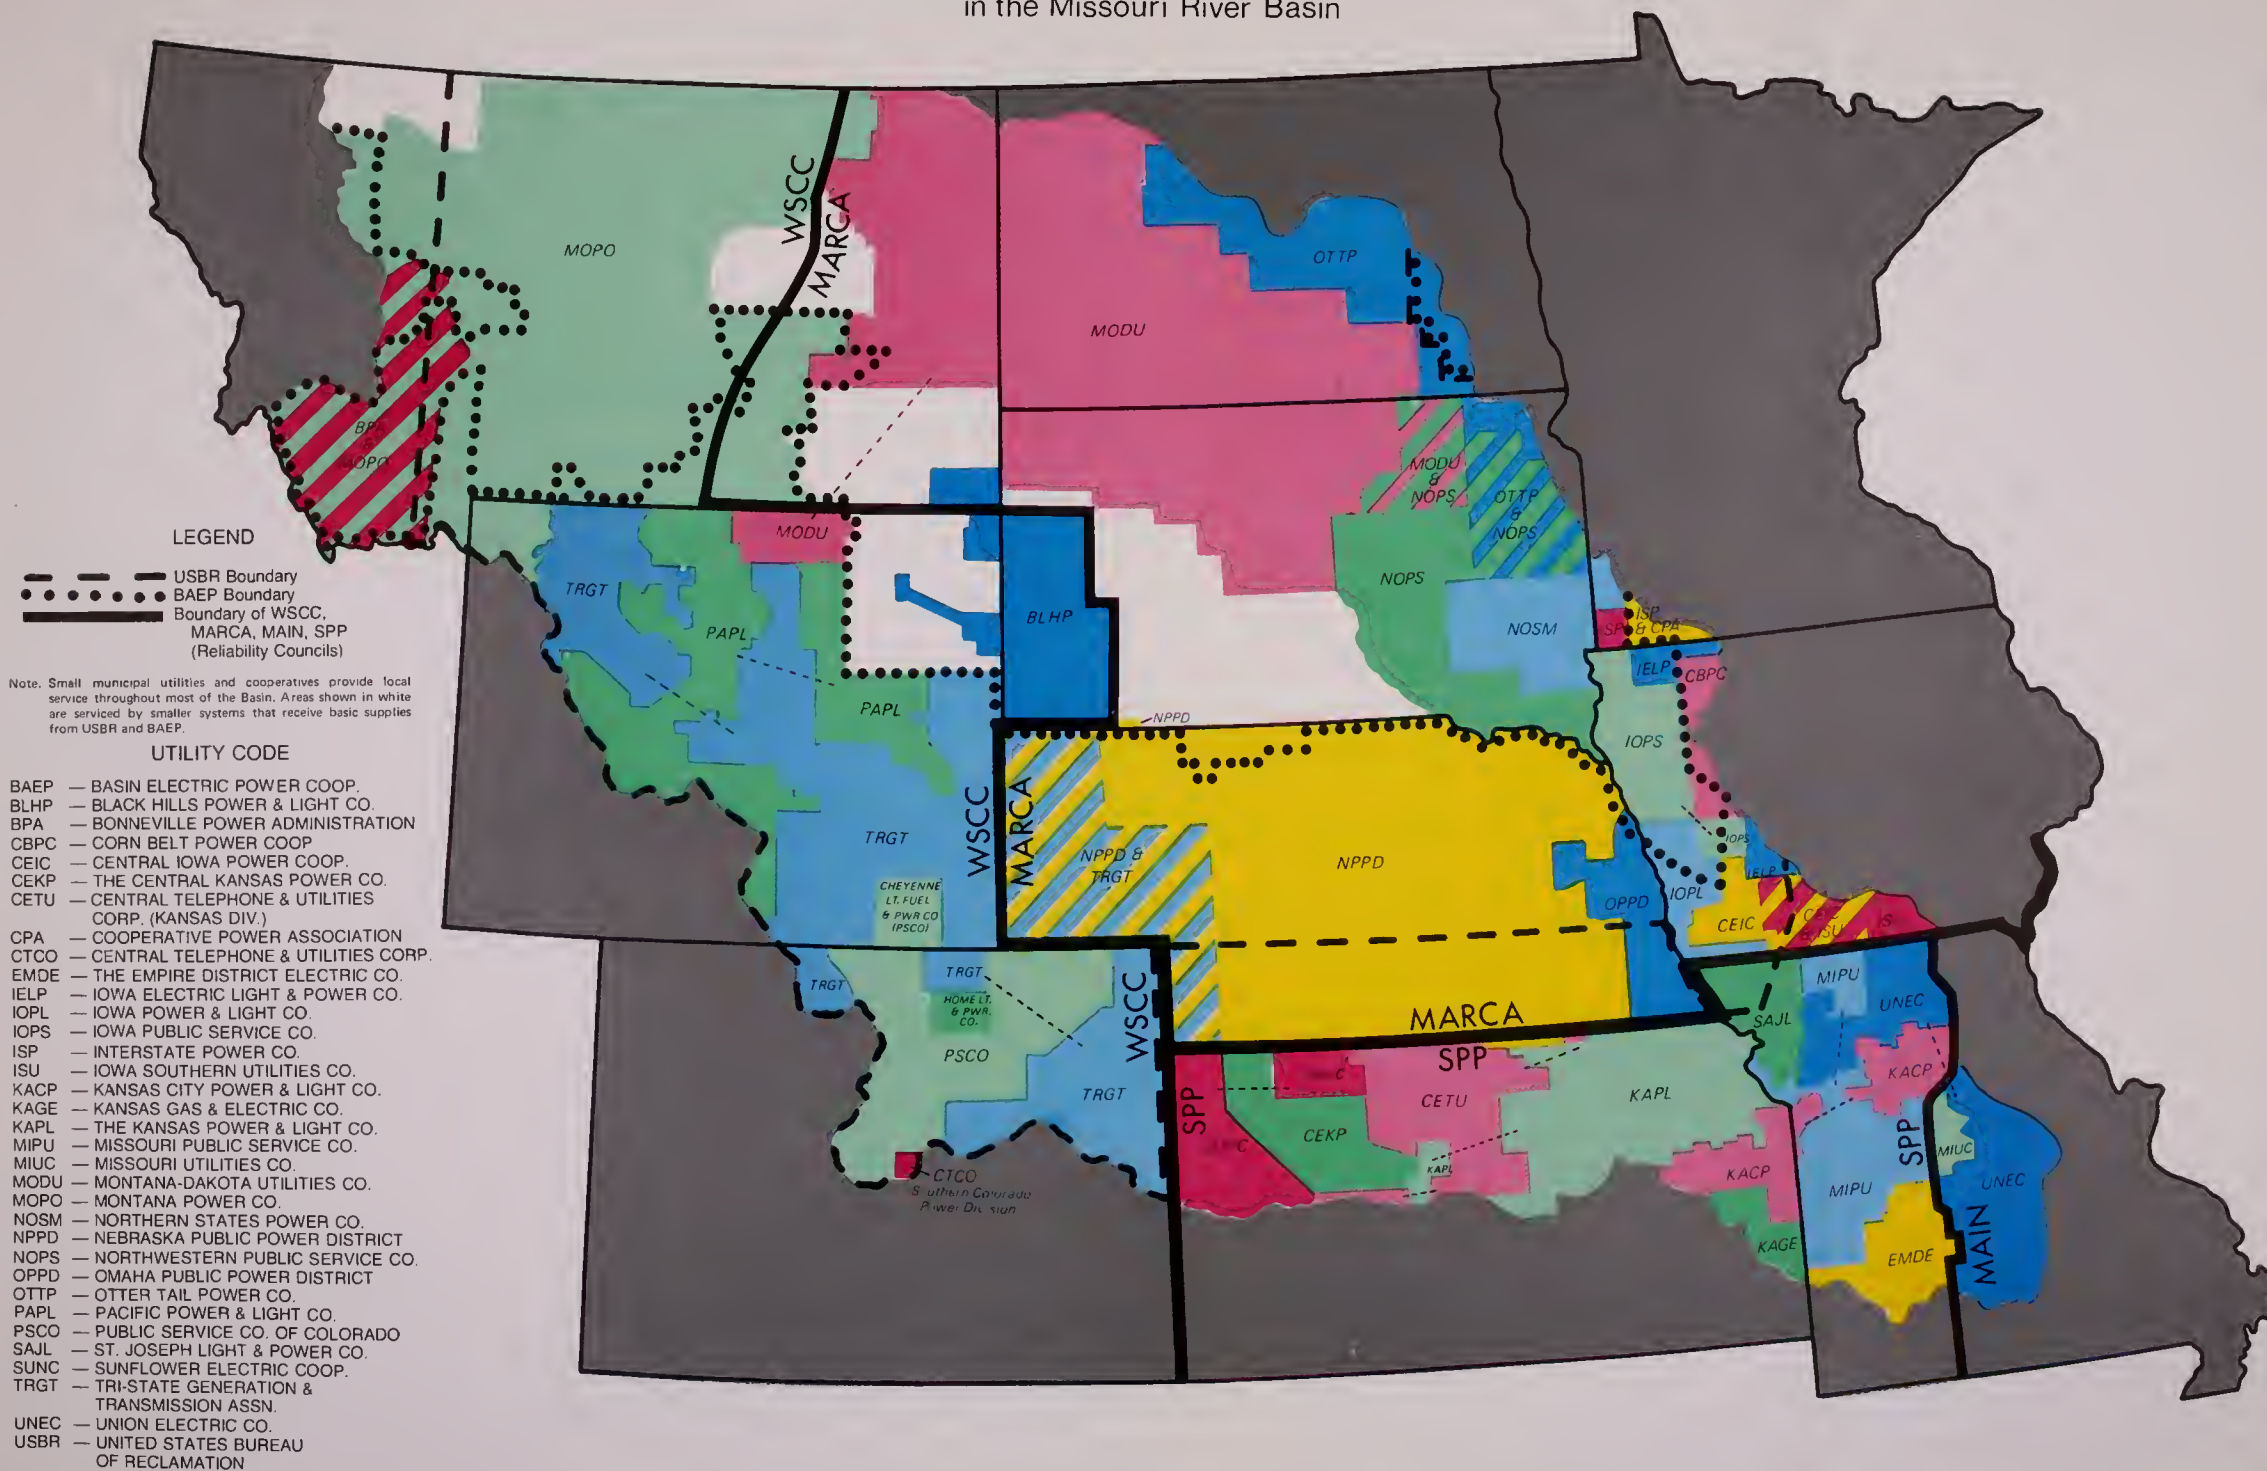 in the Missouri River Basin
WSCC
MARCA
MOPO
OTTP
MODU
BPA
&
MOPO
MODU
&
NOPS
OTTP
&
NOPS
MODU
TRGT
PAPL
BLHP
NOPS
NOSM
ISP
& CPA
IELP
CBPC
PAPL
NPPD
IOPS
WSCC
MARCA
TRGT
NPPD &
TRGT
NPPD
IOPS
IELP
OPPD
IOPL
CEIC
CEIC
& ISU
IS
CHEYENNE
LT. FUEL
& PWR CO
(PSCO)
TRGT
TRGT
HOME LT.
& PWR.
CO.
PSCO
TRGT
WSCC
MARCA
SPP
SPP
MIPU
UNEC
SAJL
KACP
CETU
KAPL
CEKP
KAPL
KACP
MIPU
SPP
MIUC
UNEC
KAGE
EMDE
MAIN
CTCO
Southern Colorado
Power Division
LEGEND
USBR Boundary
BAEP Boundary
Boundary of WSCC,
MARCA, MAIN, SPP
(Reliability Councils)
Note. Small municipal utilities and cooperatives provide local
service throughout most of the Basin. Areas shown in white
are serviced by smaller systems that receive basic supplies
from USBR and BAEP.
UTILITY CODE
BAEP — BASIN ELECTRIC POWER COOP.
BLHP — BLACK HILLS POWER & LIGHT CO.
BPA — BONNEVILLE POWER ADMINISTRATION
CBPC — CORN BELT POWER COOP
CEIC — CENTRAL IOWA POWER COOP.
CEKP — THE CENTRAL KANSAS POWER CO.
CETU — CENTRAL TELEPHONE & UTILITIES
CORP. (KANSAS DIV.)
CPA — COOPERATIVE POWER ASSOCIATION
CTCO — CENTRAL TELEPHONE & UTILITIES CORP.
EMDE — THE EMPIRE DISTRICT ELECTRIC CO.
IELP — IOWA ELECTRIC LIGHT & POWER CO.
IOPL — IOWA POWER & LIGHT CO.
IOPS — IOWA PUBLIC SERVICE CO.
ISP — INTERSTATE POWER CO.
ISU — IOWA SOUTHERN UTILITIES CO.
KACP — KANSAS CITY POWER & LIGHT CO.
KAGE — KANSAS GAS & ELECTRIC CO.
KAPL — THE KANSAS POWER & LIGHT CO.
MIPU — MISSOURI PUBLIC SERVICE CO.
MIUC — MISSOURI UTILITIES CO.
MODU — MONTANA-DAKOTA UTILITIES CO.
MOPO — MONTANA POWER CO.
NOSM — NORTHERN STATES POWER CO.
NPPD — NEBRASKA PUBLIC POWER DISTRICT
NOPS — NORTHWESTERN PUBLIC SERVICE CO.
OPPD — OMAHA PUBLIC POWER DISTRICT
OTTP — OTTER TAIL POWER CO.
PAPL — PACIFIC POWER & LIGHT CO.
PSCO — PUBLIC SERVICE CO. OF COLORADO
SAJL — ST. JOSEPH LIGHT & POWER CO.
SUNC — SUNFLOWER ELECTRIC COOP.
TRGT — TRI-STATE GENERATION &
TRANSMISSION ASSN.
UNEC — UNION ELECTRIC CO.
USBR — UNITED STATES BUREAU
OF RECLAMATION